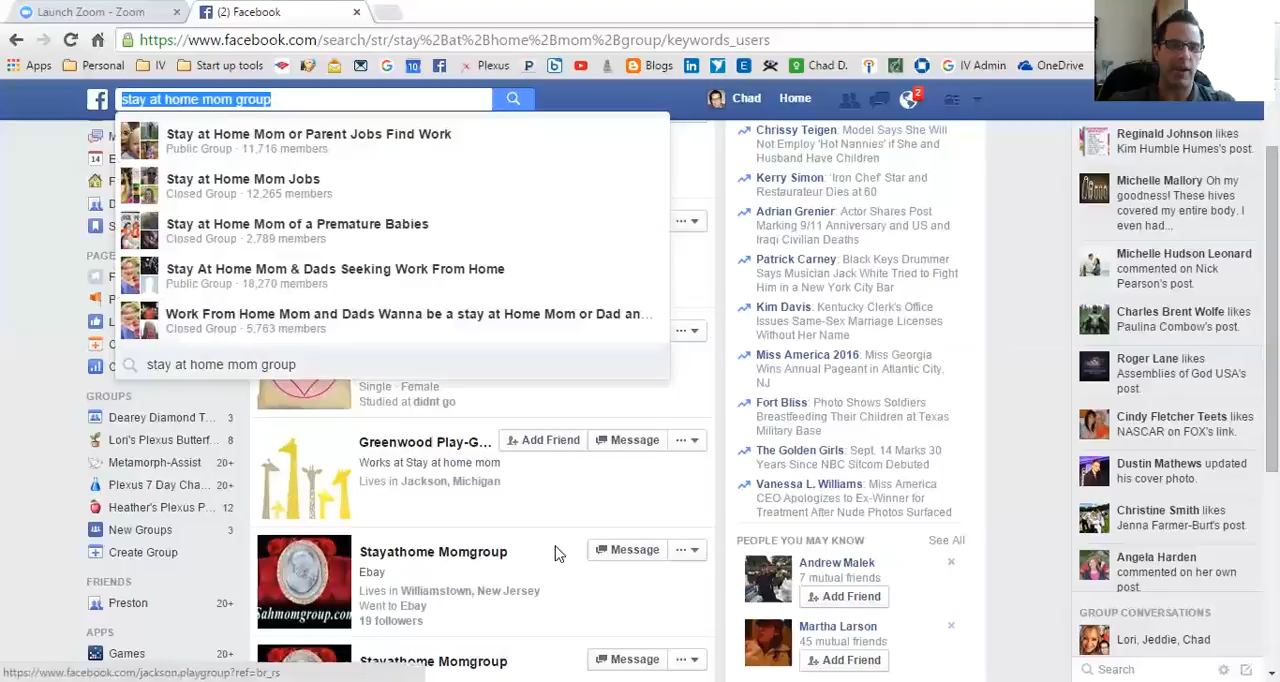 Launch Zoom - Zoom
(2) Facebook
https://www.facebook.com/search/str/stay%2Bat%2Bhome%2Bmom%2Bgroup/keywords_users
Apps Personal IV Start up tools Plexus Blogs Chad D. IV Admin OneDrive
stay at home mom group
Chad Home 2
Stay at Home Mom or Parent Jobs Find Work
Public Group · 11,716 members
Stay at Home Mom Jobs
Closed Group · 12,265 members
Stay at Home Mom of a Premature Babies
Closed Group · 2,789 members
Stay At Home Mom & Dads Seeking Work From Home
Public Group · 18,270 members
Work From Home Mom and Dads Wanna be a stay at Home Mom or Dad an...
Closed Group · 5,763 members
stay at home mom group
14
PAGE
GROUPS
Dearey Diamond T... 3
Lori's Plexus Butterf... 8
Metamorph-Assist 20+
Plexus 7 Day Cha... 20+
Heather's Plexus P... 12
New Groups 3
Create Group
FRIENDS
Preston 20+
APPS
Games 20+
https://www.facebook.com/jackson.playgroup?ref=br_rs
Single · Female
Studied at didnt go
Greenwood Play-G...
Add Friend Message
Works at Stay at home mom
Lives in Jackson, Michigan
Stayathome Momgroup
Message
Ebay
Lives in Williamstown, New Jersey
Went to Ebay
19 followers
Sahmomgroup.com
Stayathome Momgroup
Message
Chrissy Teigen: Model Says She Will
Not Employ 'Hot Nannies' if She and
Husband Have Children
Kerry Simon: 'Iron Chef' Star and
Restaurateur Dies at 60
Adrian Grenier: Actor Shares Post
Marking 9/11 Anniversary and US and
Iraqi Civilian Deaths
Patrick Carney: Black Keys Drummer
Says Musician Jack White Tried to Fight
Him in a New York City Bar
Kim Davis: Kentucky Clerk's Office
Issues Same-Sex Marriage Licenses
Without Her Name
Miss America 2016: Miss Georgia
Wins Annual Pageant in Atlantic City,
NJ
Fort Bliss: Photo Shows Soldiers
Breastfeeding Their Children at Texas
Military Base
The Golden Girls: Sept. 14 Marks 30
Years Since NBC Sitcom Debuted
Vanessa L. Williams: Miss America
CEO Apologizes to Ex-Winner for
Treatment After Nude Photos Surfaced
PEOPLE YOU MAY KNOW See All
Andrew Malek
7 mutual friends
Add Friend
Martha Larson
45 mutual friends
Add Friend
Reginald Johnson likes
Kim Humble Humes's post.
Michelle Mallory Oh my
goodness! These hives
covered my entire body. I
even had...
Michelle Hudson Leonard
commented on Nick
Pearson's post.
Charles Brent Wolfe likes
Paulina Combow's post.
Roger Lane likes
Assemblies of God USA's
post.
Cindy Fletcher Teets likes
NASCAR on FOX's link.
Dustin Mathews updated
his cover photo.
Christine Smith likes
Jenna Farmer-Burt's post.
Angela Harden
commented on her own
post.
GROUP CONVERSATIONS
Lori, Jeddie, Chad
Search